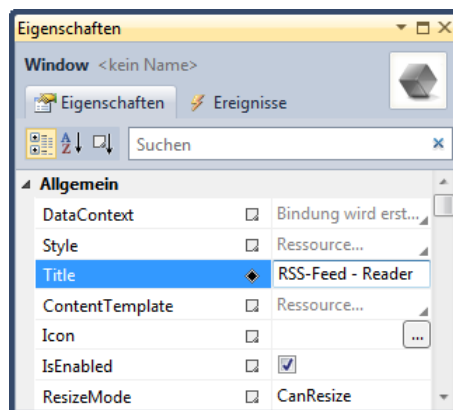 Eigenschaften
Window <kein Name>
Eigenschaften Ereignisse
A Z Suchen
Allgemein
DataContext Bindung wird erst...
Style Ressource...
Title RSS-Feed - Reader
ContentTemplate Ressource...
Icon ...
IsEnabled
ResizeMode CanResize